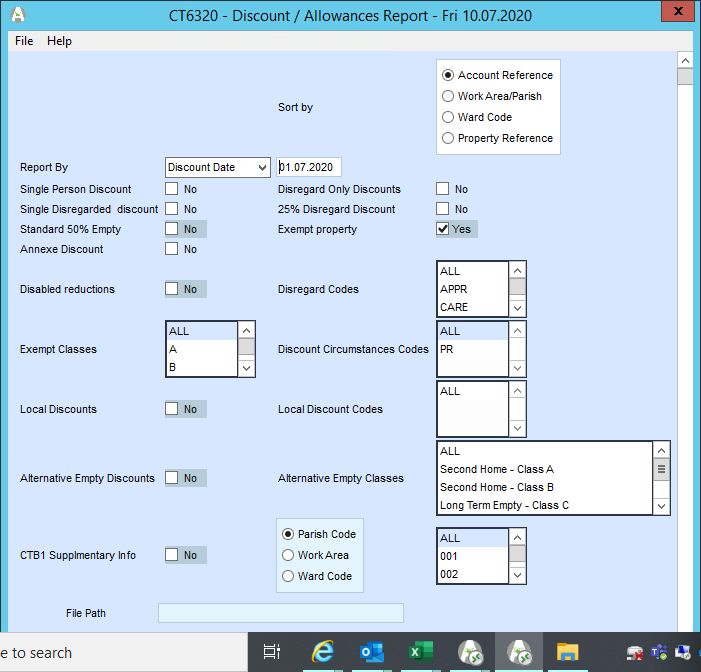 CT6320 - Discount / Allowances Report - Fri 10.07.2020
X
File Help
Sort by
Account Reference
Work Area/Parish
Ward Code
Property Reference
Report By Discount Date 01.07.2020
Single Person Discount No Disregard Only Discounts No
Single Disregarded discount No 25% Disregard Discount No
Standard 50% Empty No Exempt property Yes
Annexe Discount No
Disabled reductions No Disregard Codes
ALL
APPR
CARE
Exempt Classes
ALL
A
B
Discount Circumstances Codes
ALL
PR
Local Discounts No Local Discount Codes
ALL
Alternative Empty Discounts No Alternative Empty Classes
ALL
Second Home - Class A
Second Home - Class B
Long Term Empty - Class C
CTB1 Supplmentary Info No
Parish Code
Work Area
Ward Code
ALL
001
002
File Path
e to search